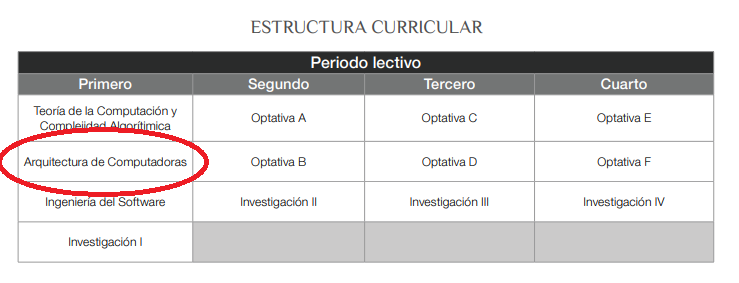 ESTRUCTURA CURRICULAR
Periodo lectivo
Primero Segundo Tercero Cuarto
Teoría de la Computación y
Complejidad Algorítimica
Optativa A Optativa C Optativa E
Arquitectura de Computadoras Optativa B Optativa D Optativa F
Ingeniería del Software Investigación II Investigación III Investigación IV
Investigación I